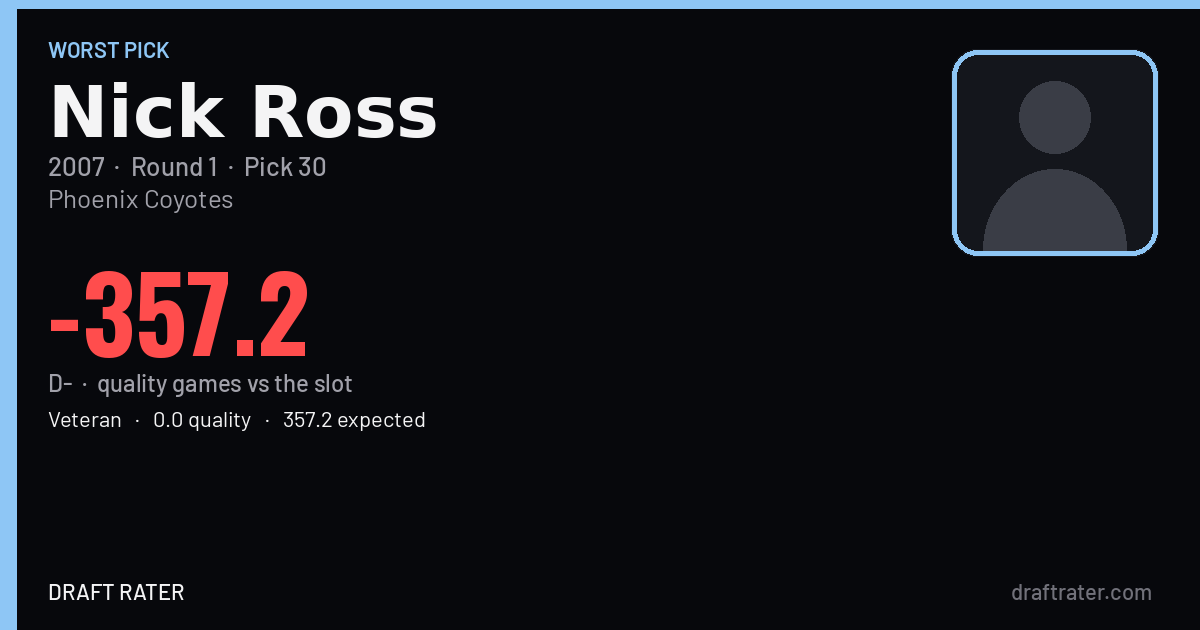 WORST PICK
Nick Ross
2007 · Round 1 · Pick 30
Phoenix Coyotes
-357.2
D- · quality games vs the slot
Veteran · 0.0 quality · 357.2 expected
DRAFT RATER
draftrater.com